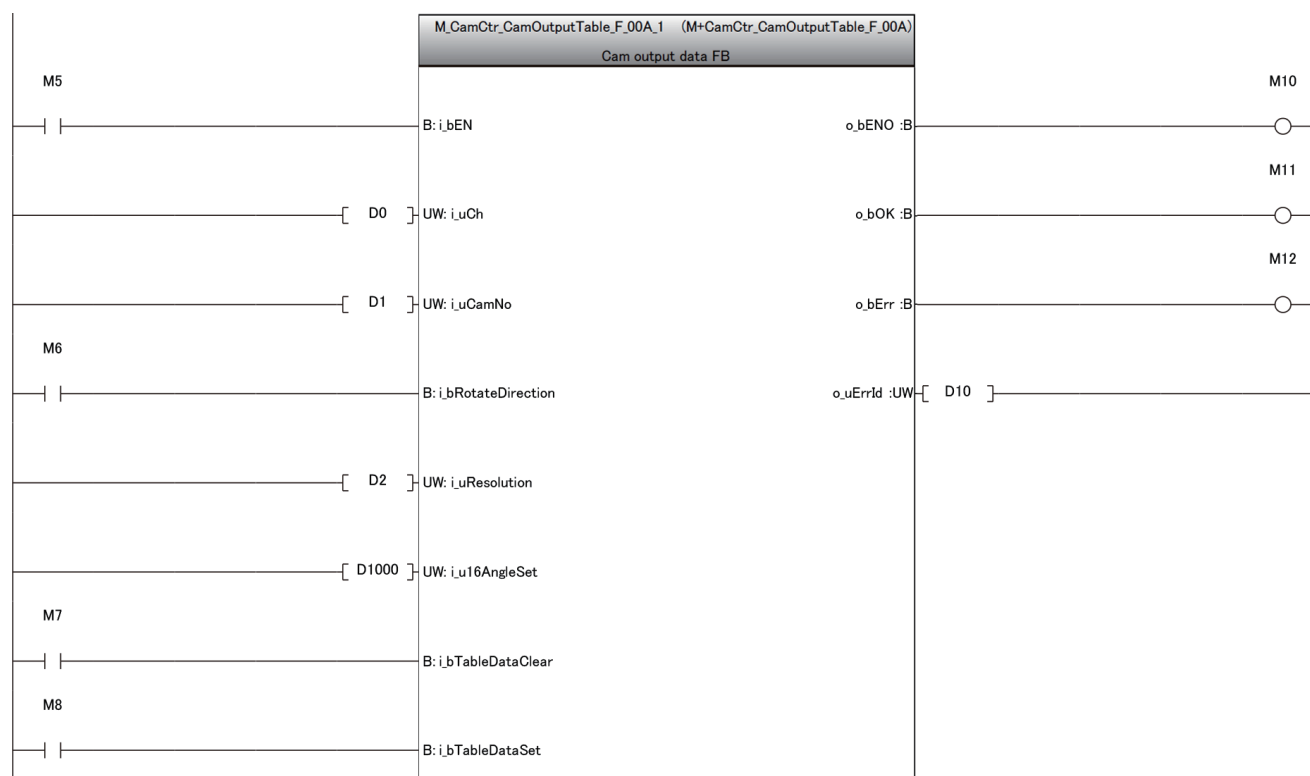 M_CamCtr_CamOutputTable_F_00A_1 (M+CamCtr_CamOutputTable_F_00A)
Cam output data FB
M5 M10
B: i_bEN o_bENO :B
M11
D0 UW: i_uCh o_bOK :B
M12
D1 UW: i_uCamNo o_bErr :B
M6
B: i_bRotateDirection o_uErrId :UW D10
D2 UW: i_uResolution
D1000 UW: i_u16AngleSet
M7
B: i_bTableDataClear
M8
B: i_bTableDataSet